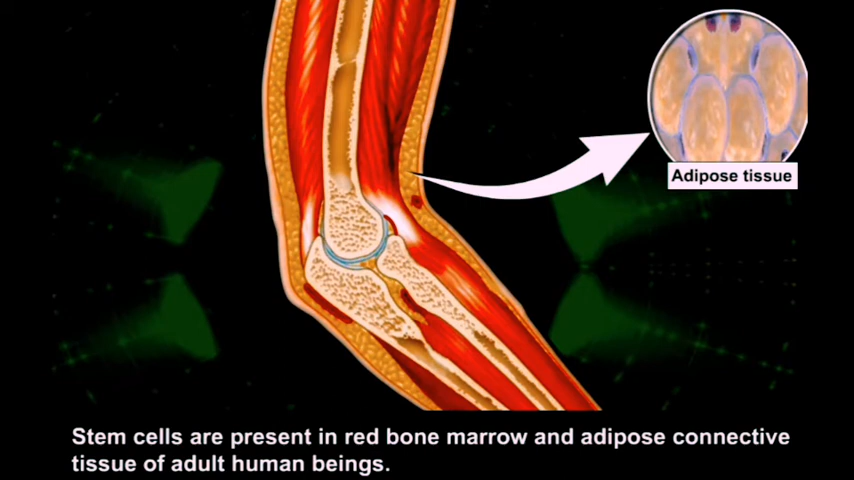 Adipose tissue
Stem cells are present in red bone marrow and adipose connective
tissue of adult human beings.